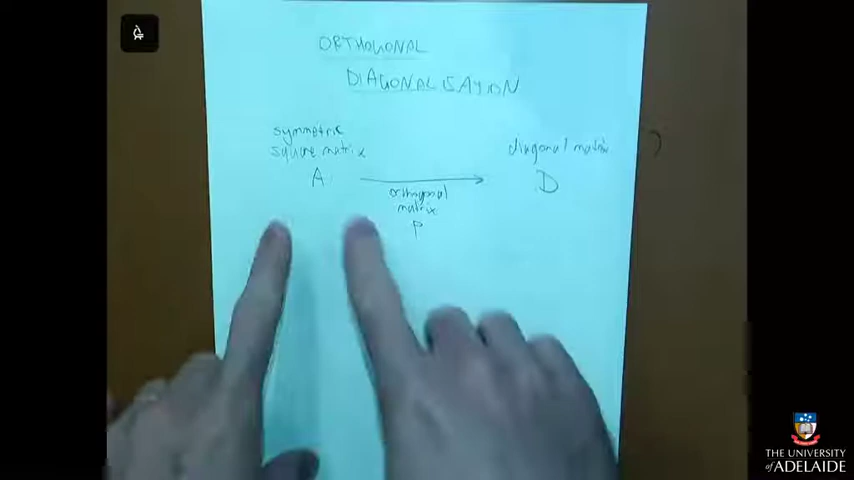 ORTHOGONAL
DIAGONALISATION
symmetric
square matrix
diagonal matrix
A
D
orthogonal
matrix
P
THE UNIVERSITY
of ADELAIDE